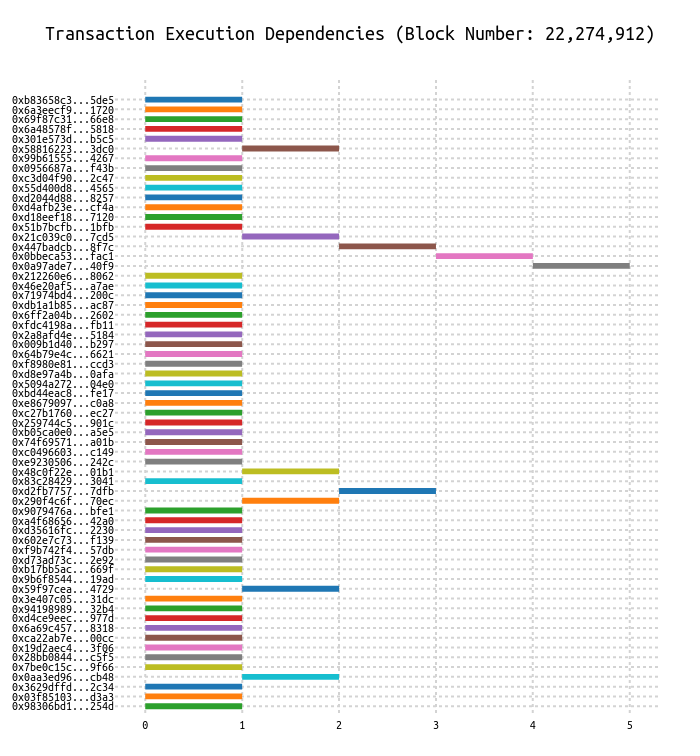 Transaction Execution Dependencies (Block Number: 22,274,912)
0xb83658c3...5de5
0x6a3eecf9...1720
0x69f87c31...66e8
0x6a48578f...5818
0x301e573d...b5c5
0x58816223...3dc0
0x99b61555...4267
0x0956687a...f43b
0xc3d04f90...2c47
0x55d400d8...4565
0xd2044d88...8257
0xd4afb23e...cf4a
0xd18eef18...7120
0x51b7bcfb...1bfb
0x21c039c0...7cd5
0x447badcb...8f7c
0x0bbeca53...fac1
0x0a97ade7...40f9
0x212260e6...8062
0x46e20af5...a7ae
0x71974bd4...200c
0xdb1a1b85...ac87
0x6ff2a04b...2602
0xfdc4198a...fb11
0x2a8afd4e...5184
0x009b1d40...b297
0x64b79e4c...6621
0xf8980e81...ccd3
0xd8e97a4b...0afa
0x5094a272...04e0
0xbd44eac8...fe17
0xe8679097...c0a8
0xc27b1760...ec27
0x259744c5...901c
0xb05ca0e0...a5e5
0x74f69571...a01b
0xc0496603...c149
0xe9230506...242c
0x48c0f22e...01b1
0x83c28429...3041
0xd2fb7757...7dfb
0x290f4c6f...70ec
0x9079476a...bfe1
0xa4f68656...42a0
0xd35616fc...2230
0x602e7c73...f139
0xf9b742f4...57db
0xd73ad73c...2e92
0xb17bb5ac...669f
0x9b6f8544...19ad
0x59f97cea...4729
0x3e407c05...31dc
0x94198989...32b4
0xd4ce9eec...977d
0x6a69c457...8318
0xca22ab7e...00cc
0x19d2aec4...3f06
0x28bb0844...c5f5
0x7be0c15c...9f66
0x0aa3ed96...cb48
0x3629dffd...2c34
0x03f85103...d3a3
0x98306bd1...254d
0 1 2 3 4 5